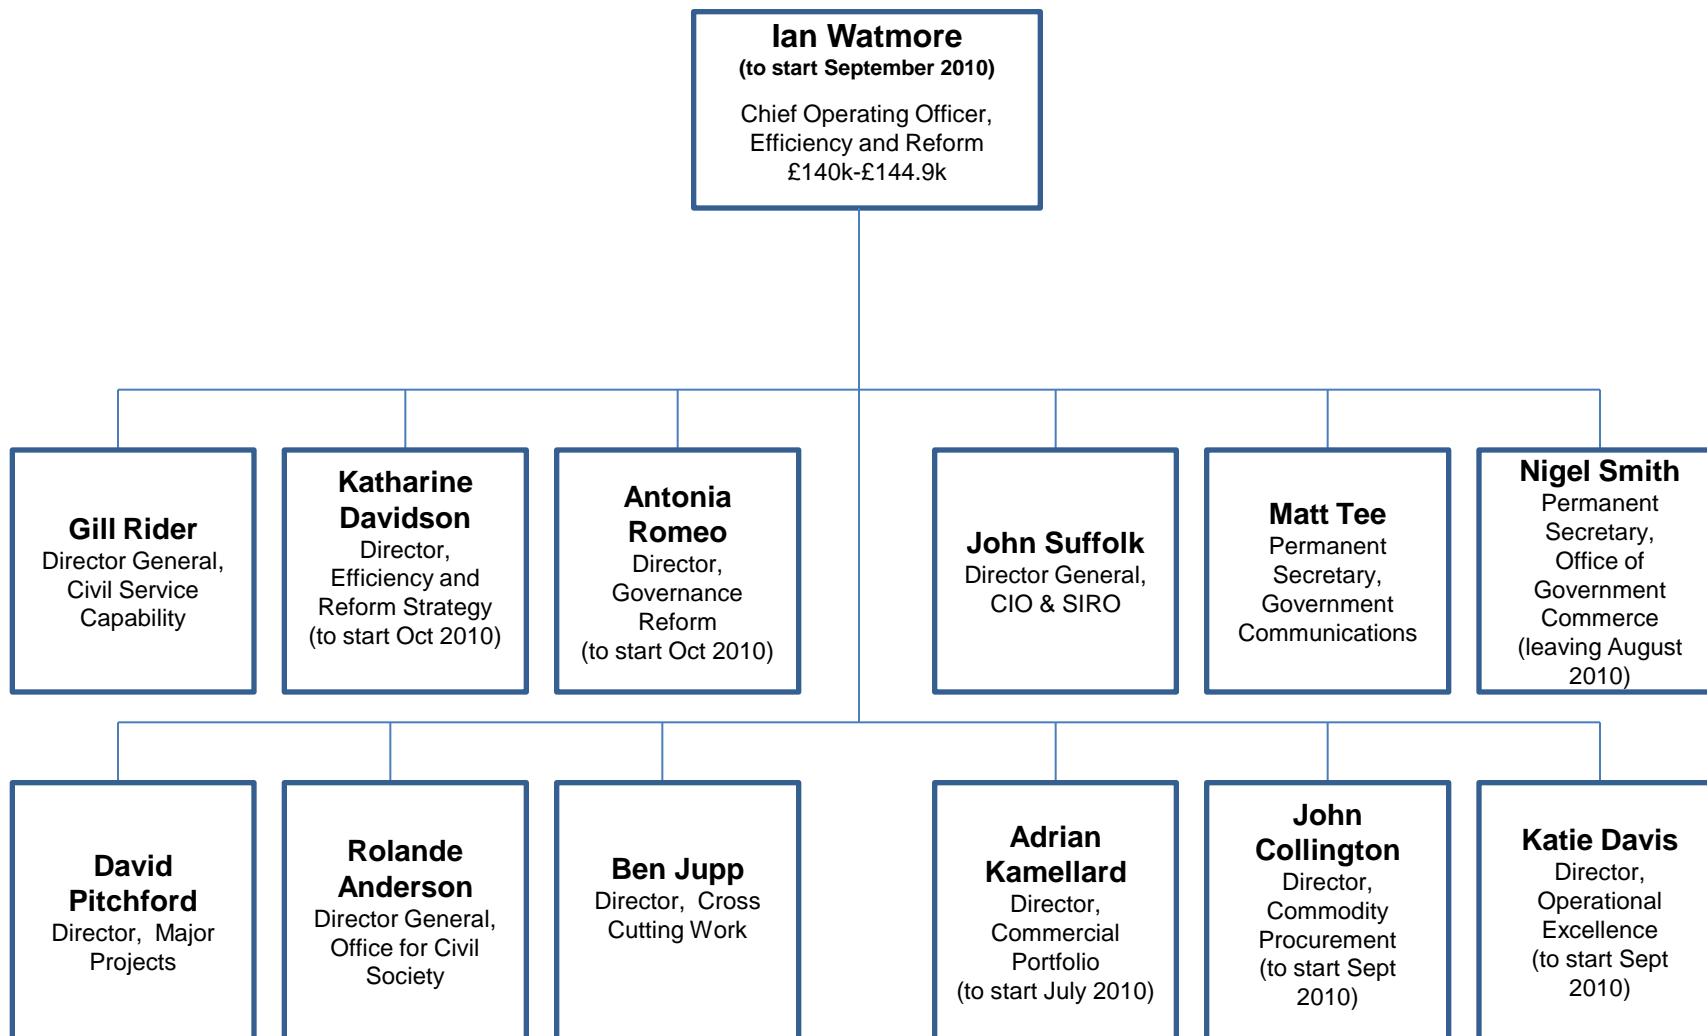 Ian Watmore
(to start September 2010)
Chief Operating Officer,
Efficiency and Reform
£140k-£144.9k
Gill Rider
Director General,
Civil Service
Capability
Katharine
Davidson
Director,
Efficiency and
Reform Strategy
(to start Oct 2010)
Antonia
Romeo
Director,
Governance
Reform
(to start Oct 2010)
John Suffolk
Director General,
CIO & SIRO
Matt Tee
Permanent
Secretary,
Government
Communications
Nigel Smith
Permanent
Secretary,
Office of
Government
Commerce
(leaving August
2010)
David
Pitchford
Director, Major
Projects
Rolande
Anderson
Director General,
Office for Civil
Society
Ben Jupp
Director, Cross
Cutting Work
Adrian
Kamellard
Director,
Commercial
Portfolio
(to start July 2010)
John
Collington
Director,
Commodity
Procurement
(to start Sept
2010)
Katie Davis
Director,
Operational
Excellence
(to start Sept
2010)